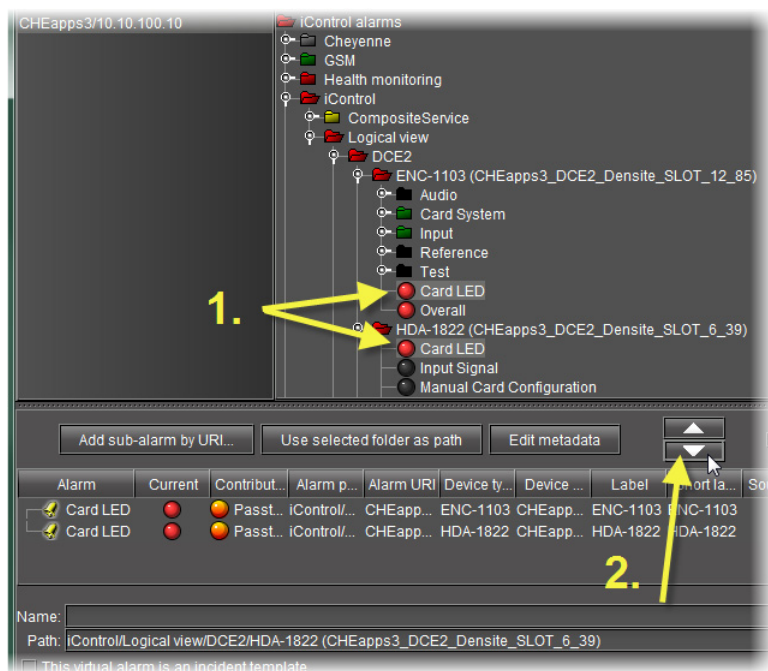 CHEapps3/10.10.100.10
iControl alarms
Cheyenne
GSM
Health monitoring
iControl
CompositeService
Logical view
DCE2
ENC-1103 (CHEapps3_DCE2_Densite_SLOT_12_85)
Audio
Card System
Input
Reference
Test
Card LED
Overall
1.
HDA-1822 (CHEapps3_DCE2_Densite_SLOT_6_39)
Card LED
Input Signal
Manual Card Configuration
Add sub-alarm by URI... Use selected folder as path Edit metadata
Alarm Current Contribut... Alarm p... Alarm URI Device ty... Device ... Label Short la... Sou
Card LED Passt... iControl/... CHEapp... ENC-1103 CHEapp... ENC-1103 ENC-1103
Card LED Passt... iControl/... CHEapp... HDA-1822 CHEapp... HDA-1822 HDA-1822
2.
Name:
Path: iControl/Logical view/DCE2/HDA-1822 (CHEapps3_DCE2_Densite_SLOT_6_39)
This virtual alarm is an incident template